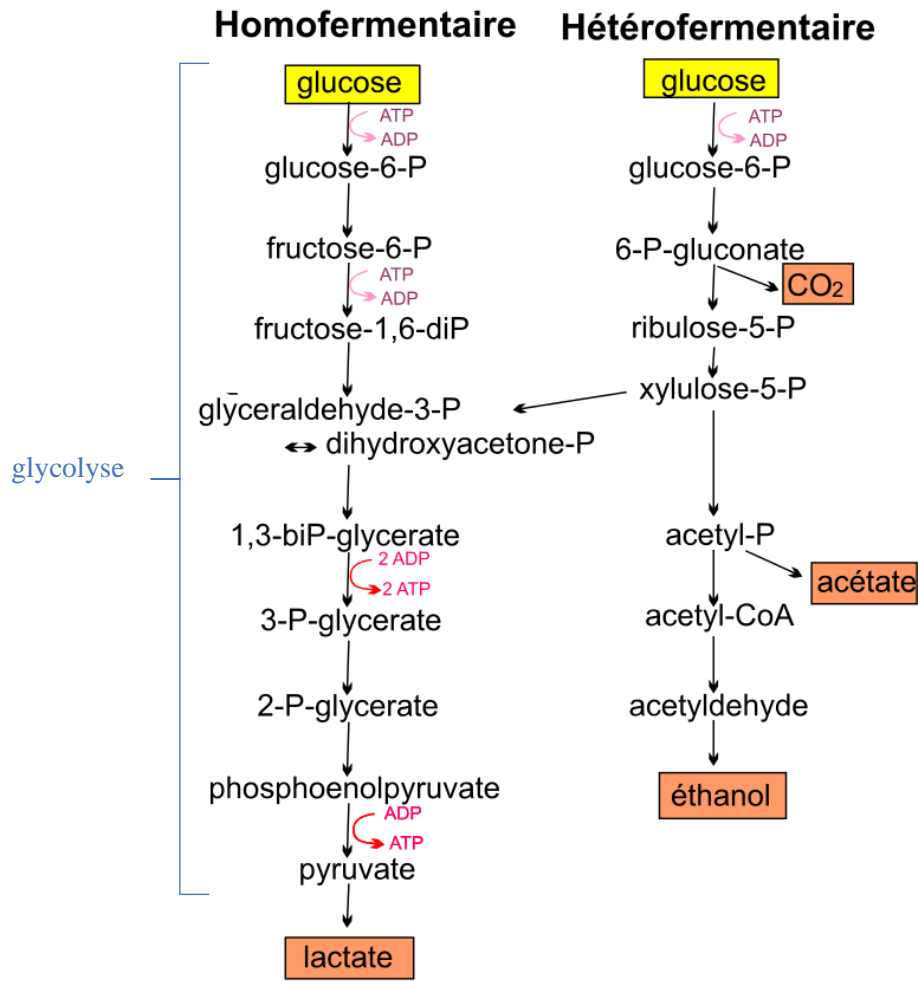 Homofermentaire
glucose
ATP
ADP
glucose-6-P
fructose-6-P
ATP
ADP
fructose-1,6-diP
glyceraldehyde-3-P
dihydroxyacetone-P
1,3-biP-glycerate
2 ADP
2 ATP
3-P-glycerate
2-P-glycerate
phosphoenolpyruvate
ADP
ATP
pyruvate
lactate
glycolyse
Hétérofermentaire
glucose
ATP
ADP
glucose-6-P
6-P-gluconate
CO₂
ribulose-5-P
xylulose-5-P
acetyl-P
acétate
acetyl-CoA
acetyldehyde
éthanol